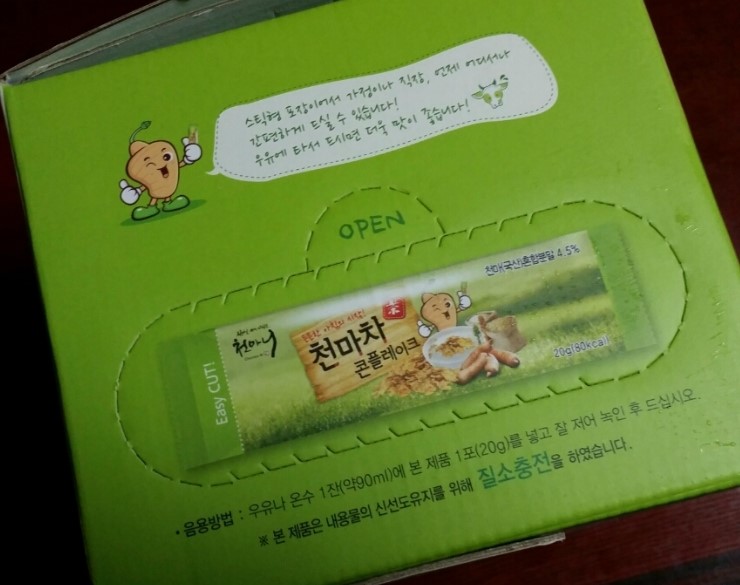 스틱형 포장이어서 가정이나 직장, 언제 어디서나
간편하게 드실 수 있습니다!
우유에 타서 드시면 더욱 맛이 좋습니다!
OPEN
천마(국산)혼합분말 4.5%
천마차
콘플레이크
Easy CUT!
20g(80kcal)
• 음용방법 : 우유나 온수 1잔(약90ml)에 본 제품 1포(20g)를 넣고 잘 저어 녹인 후 드십시오.
※ 본 제품은 내용물의 신선도유지를 위해 질소충전을 하였습니다.